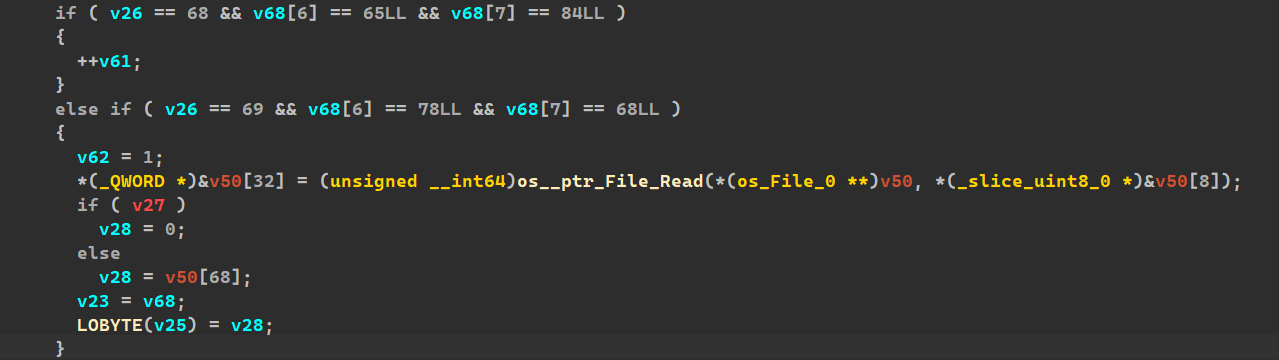 if ( v26 == 68 && v68[6] == 65LL && v68[7] == 84LL )
{
++v61;
}
else if ( v26 == 69 && v68[6] == 78LL && v68[7] == 68LL )
{
v62 = 1;
*(_QWORD *)&v50[32] = (unsigned __int64)os__ptr_File_Read(*(os_File_0 **)v50, *(_slice_uint8_0 *)&v50[8]);
if ( v27 )
v28 = 0;
else
v28 = v50[68];
v23 = v68;
LOBYTE(v25) = v28;
}